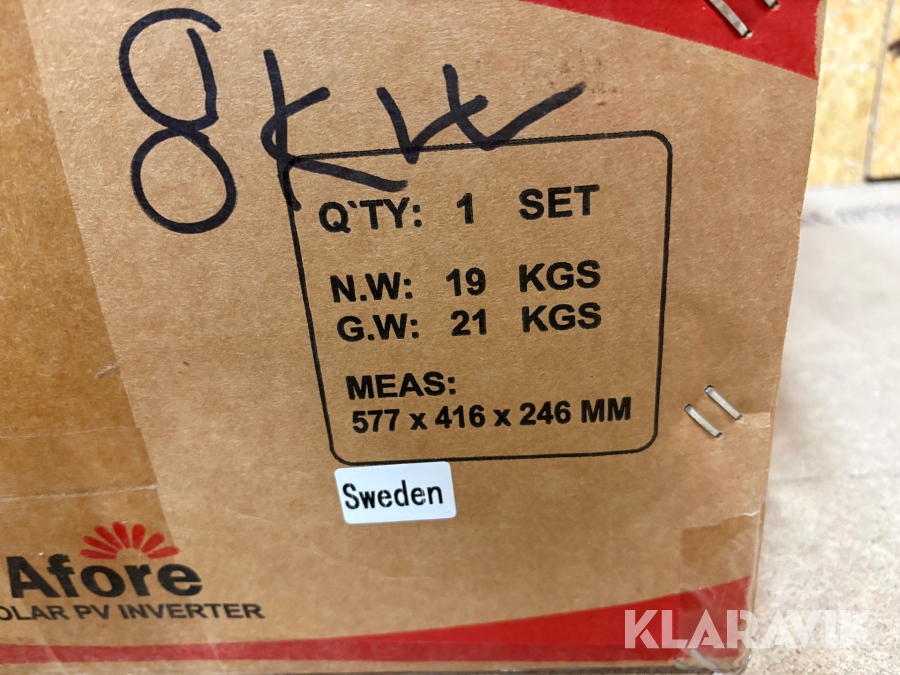 8KW
Q`TY: 1 SET
N.W: 19 KGS
G.W: 21 KGS
MEAS:
577 x 416 x 246 MM
Sweden
Afore
OLAR PV INVERTER
KLARAVIK